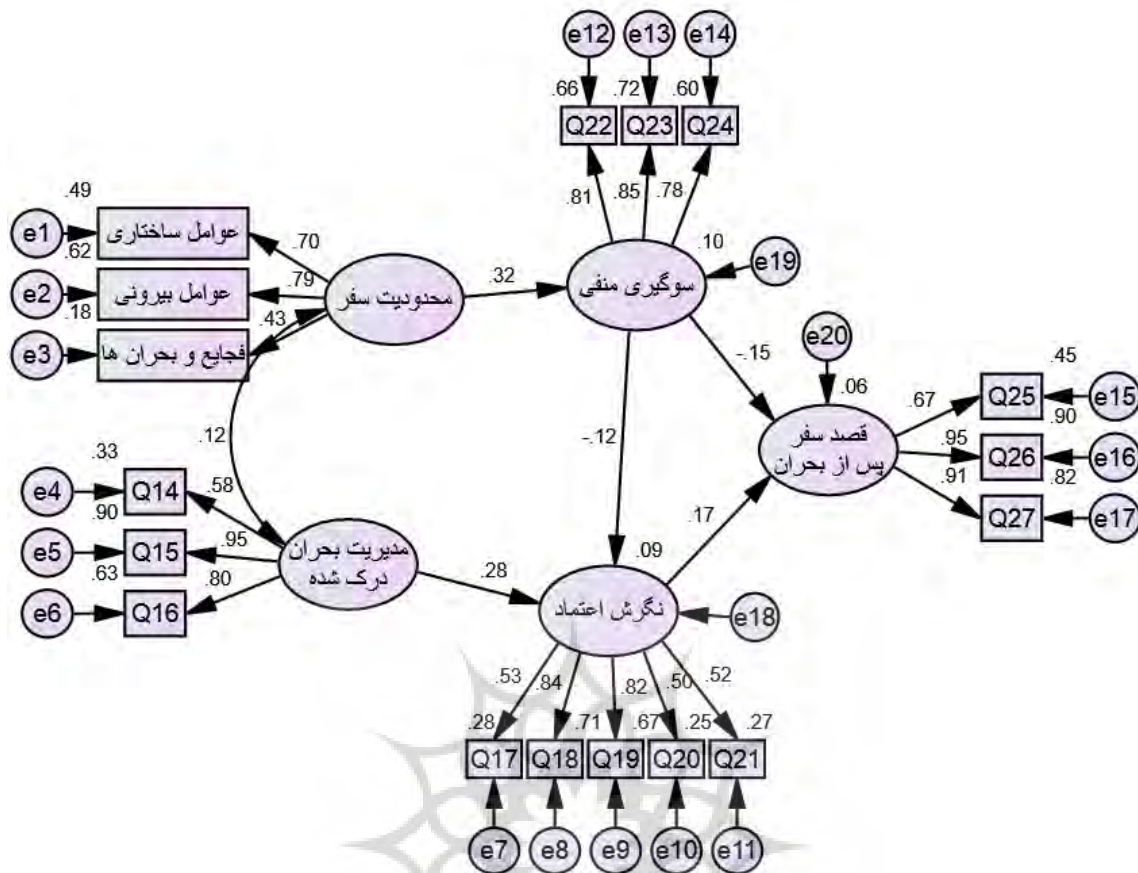 e12 e13 e14
.66 .72 .60
Q22 Q23 Q24
.81 .85 .78
.49
e1 عوامل ساختاری .70
.62
e2 عوامل بیرونی .79
.18
e3 فجایع و بحران ها .43
محدودیت سفر
.32
سوگیری منفی
.10
e19
-.15
-.12
e20
.06
قصد سفر
پس از بحران
.67 Q25 .45 e15
.95 Q26 .90 e16
.91 Q27 .82 e17
.12
.33
e4 Q14 .58
.90
e5 Q15 .95
.63
e6 Q16 .80
مدیریت بحران
درک شده
.28
.17
.09
نگرش اعتماد
e18
.53 .84 .82 .50 .52
.28 .71 .67 .25 .27
Q17 Q18 Q19 Q20 Q21
e7 e8 e9 e10 e11